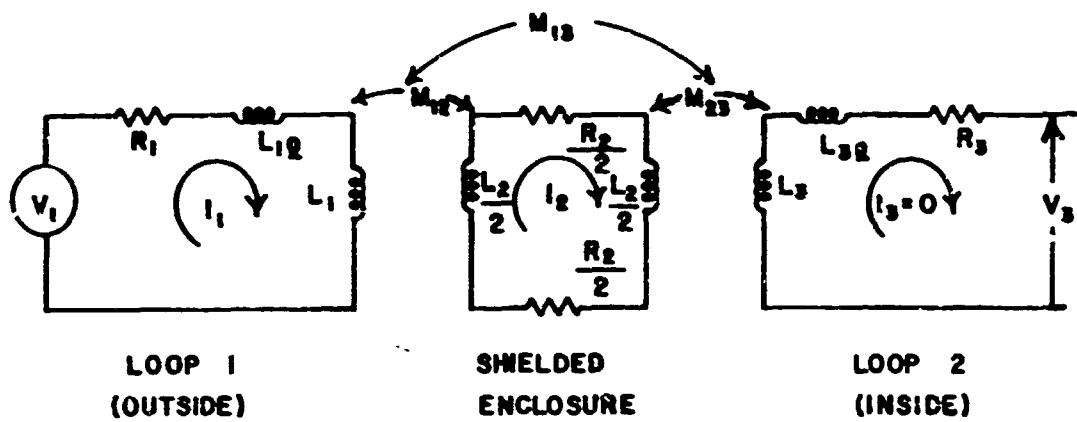 M₁₃
M₁₂
M₂₃
R₁
L₁ℓ
R₂
2
L₃ℓ
R₃
V₁
I₁
L₁
L₂
2
I₂
L₂
2
L₃
I₃=0
V₃
R₂
2
LOOP 1
SHIELDED
LOOP 2
(OUTSIDE)
ENCLOSURE
(INSIDE)